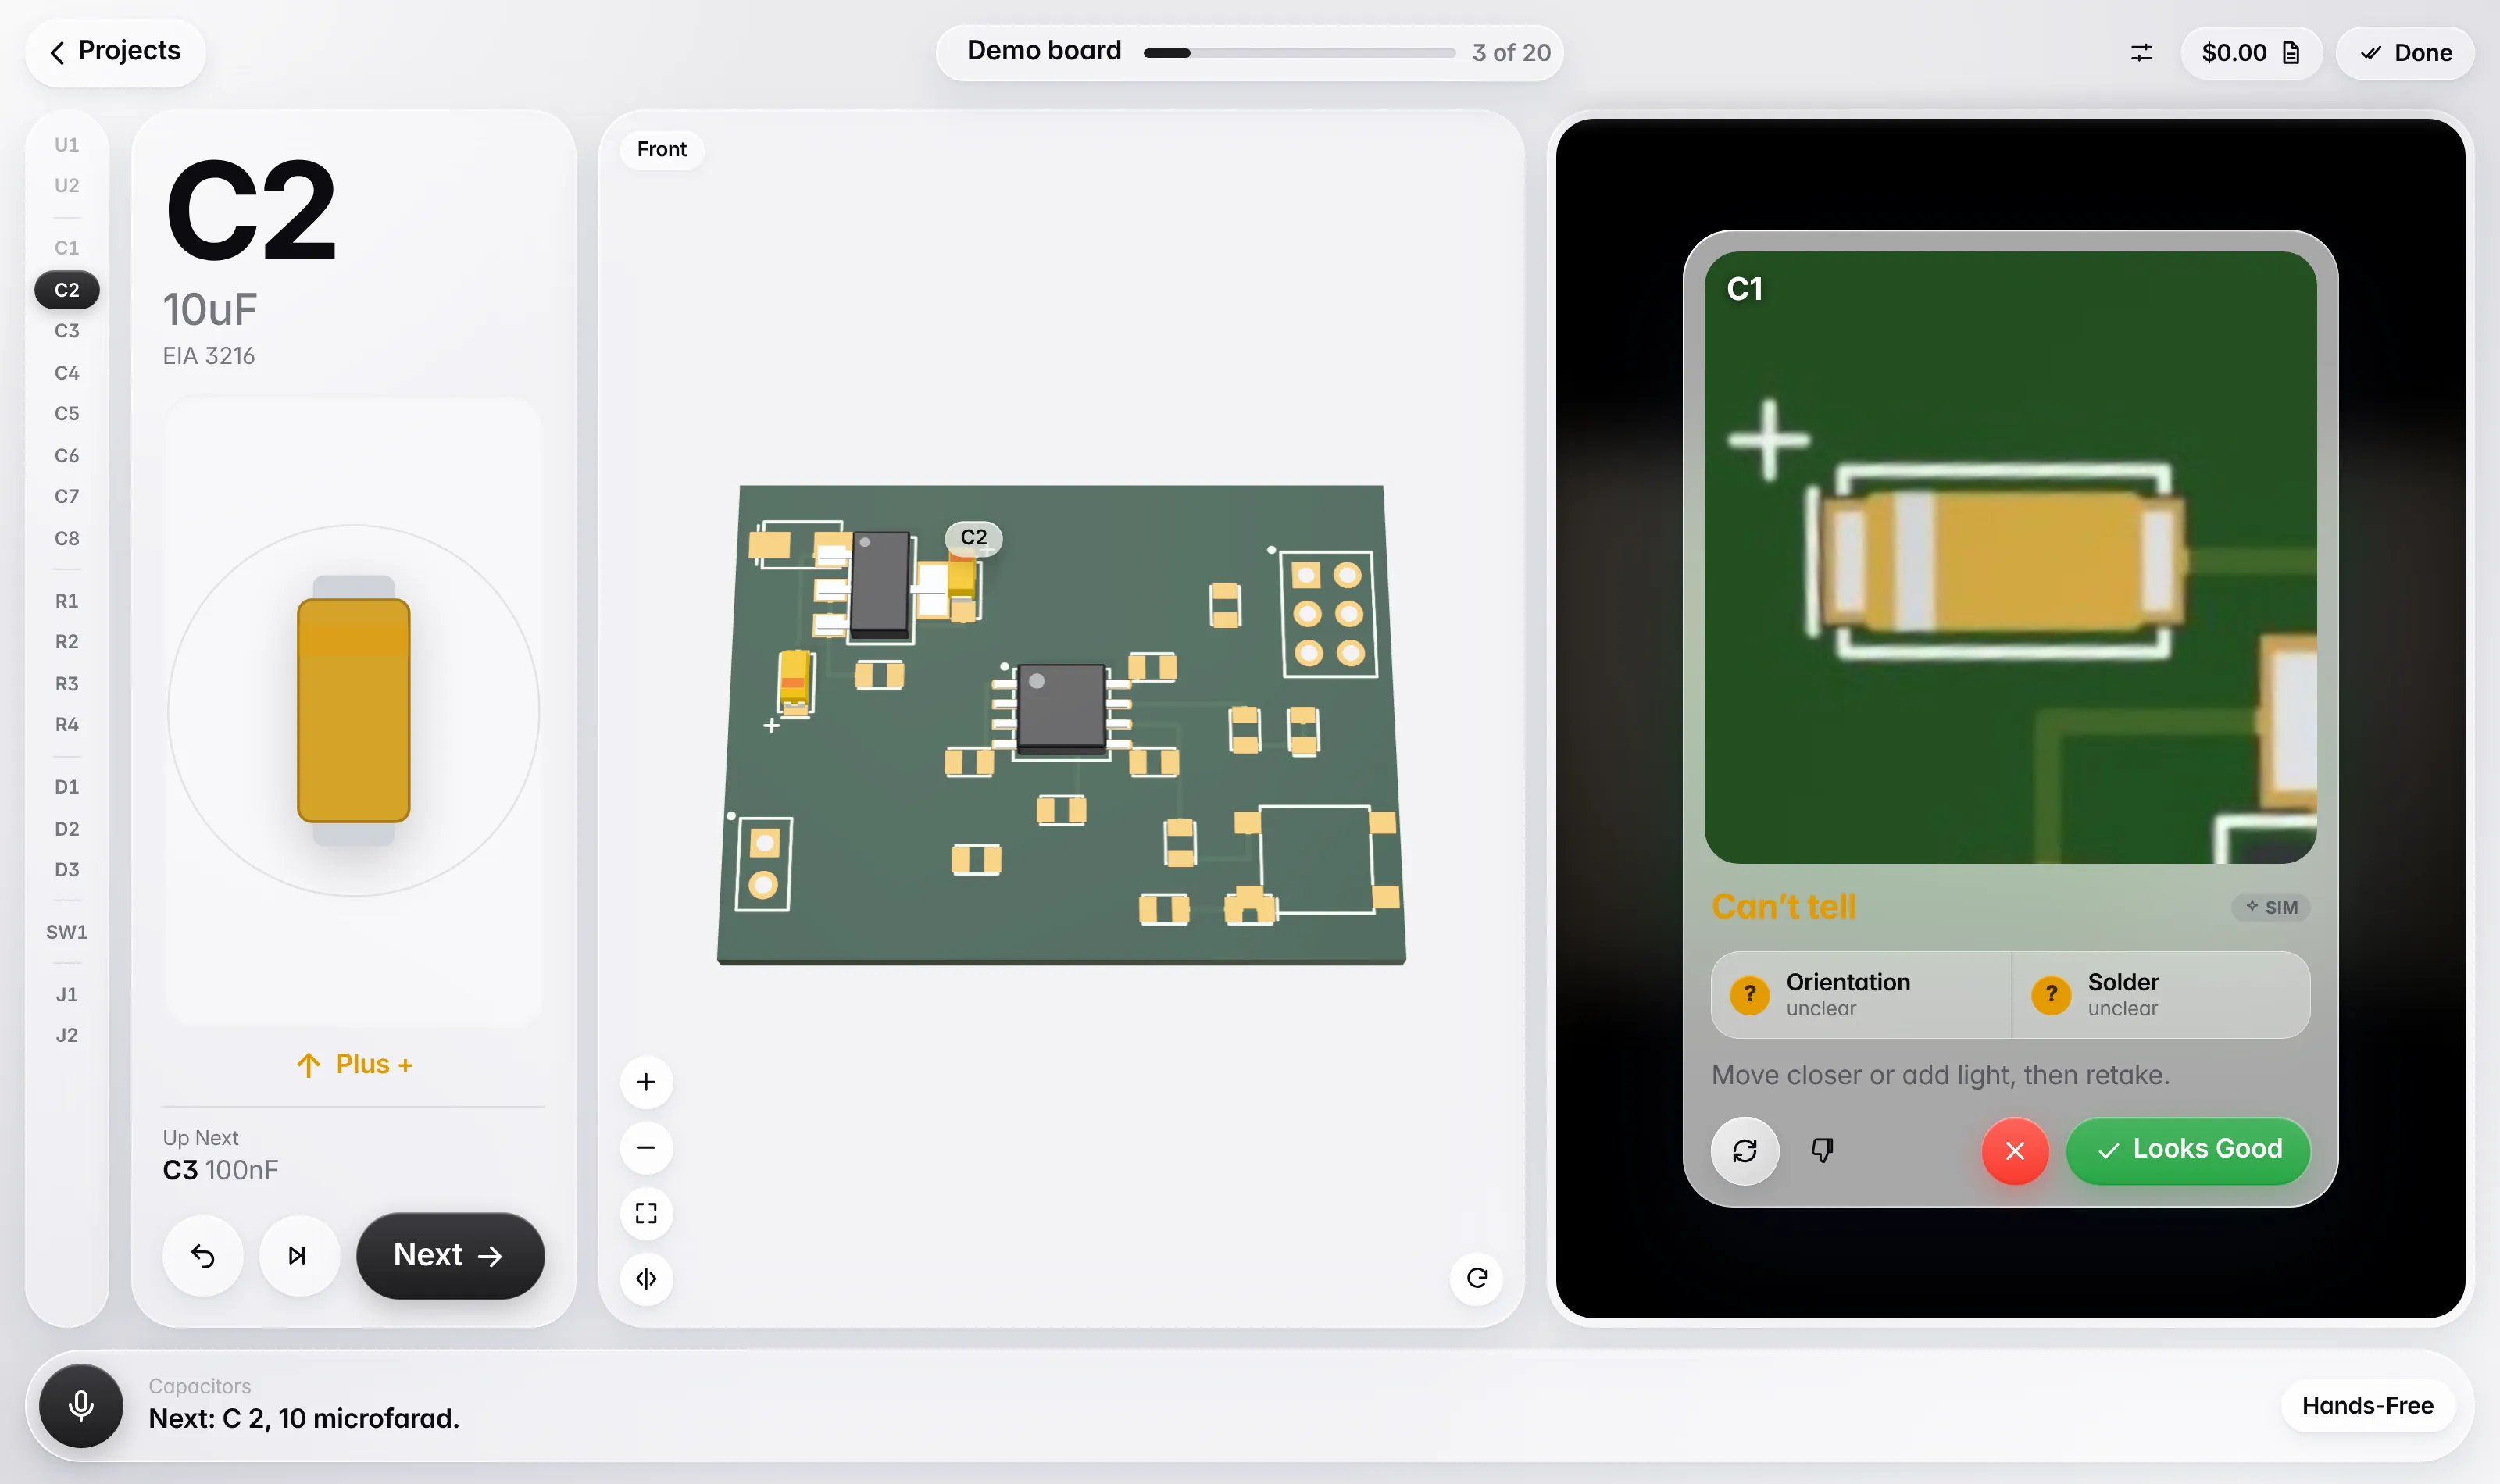 Projects
Demo board
3 of 20
$0.00
Done
U1
U2
C1
C2
C3
C4
C5
C6
C7
C8
R1
R2
R3
R4
D1
D2
D3
SW1
J1
J2
C2
10uF
EIA 3216
Plus +
Up Next
C3 100nF
Next
Front
C2
+
C1
+
Can't tell
SIM
? Orientation
unclear
? Solder
unclear
Move closer or add light, then retake.
Looks Good
Capacitors
Next: C 2, 10 microfarad.
Hands-Free